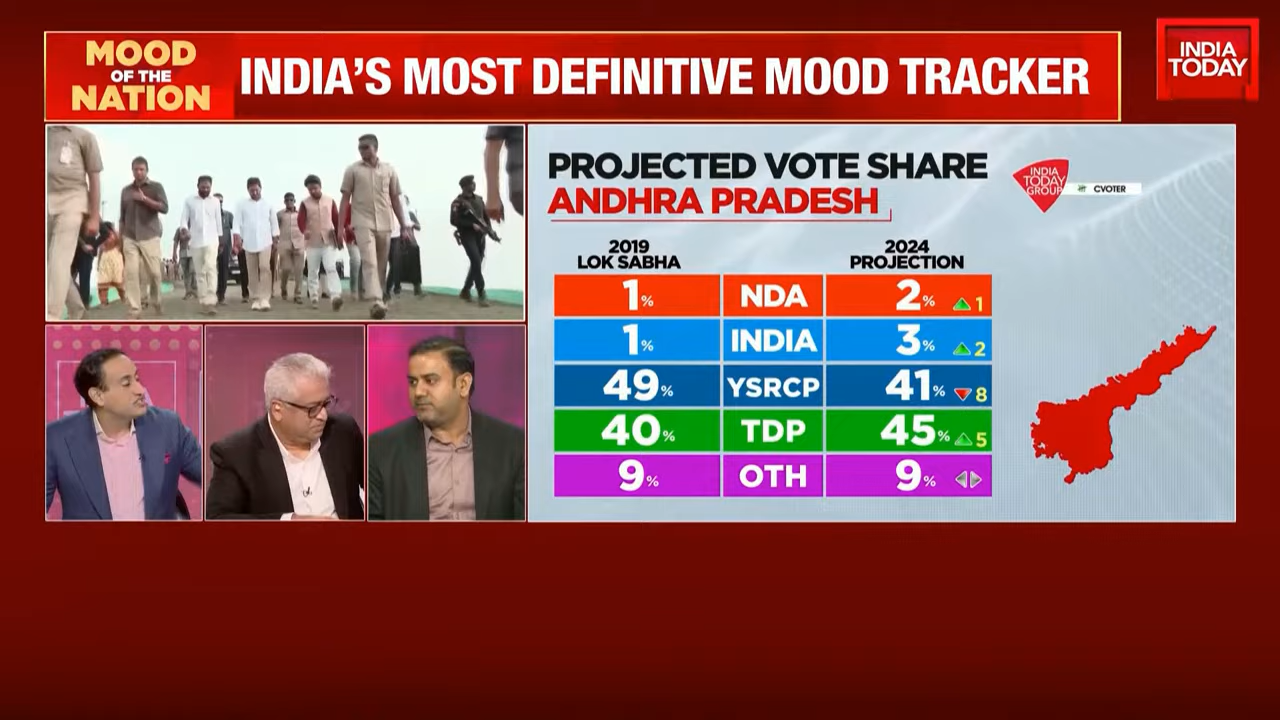 MOOD
OF THE
NATION
INDIA'S MOST DEFINITIVE MOOD TRACKER
INDIA
TODAY
PROJECTED VOTE SHARE
ANDHRA PRADESH
INDIA
TODAY
GROUP
CVOTER
2019
LOK SABHA
2024
PROJECTION
1% NDA 2% 1
1% INDIA 3% 2
49% YSRCP 41% 8
40% TDP 45% 5
9% OTH 9%